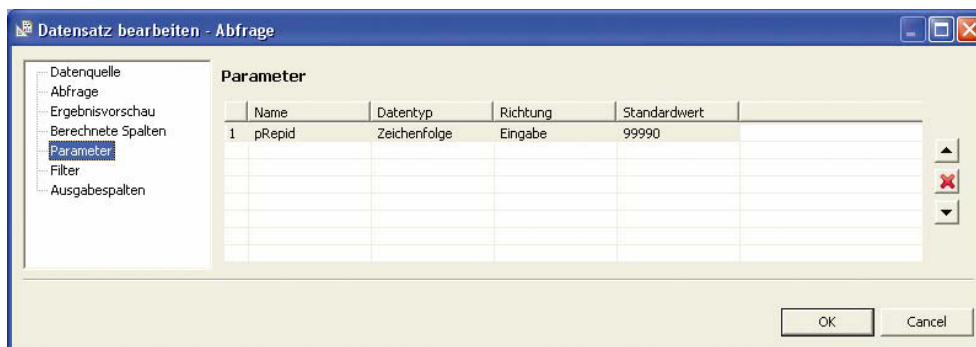 Datensatz bearbeiten - Abfrage
Datenquelle
Abfrage
Ergebnisvorschau
Berechnete Spalten
Parameter
Filter
Ausgabespalten
Parameter
Name Datentyp Richtung Standardwert
1 pRepid Zeichenfolge Eingabe 99990
OK Cancel